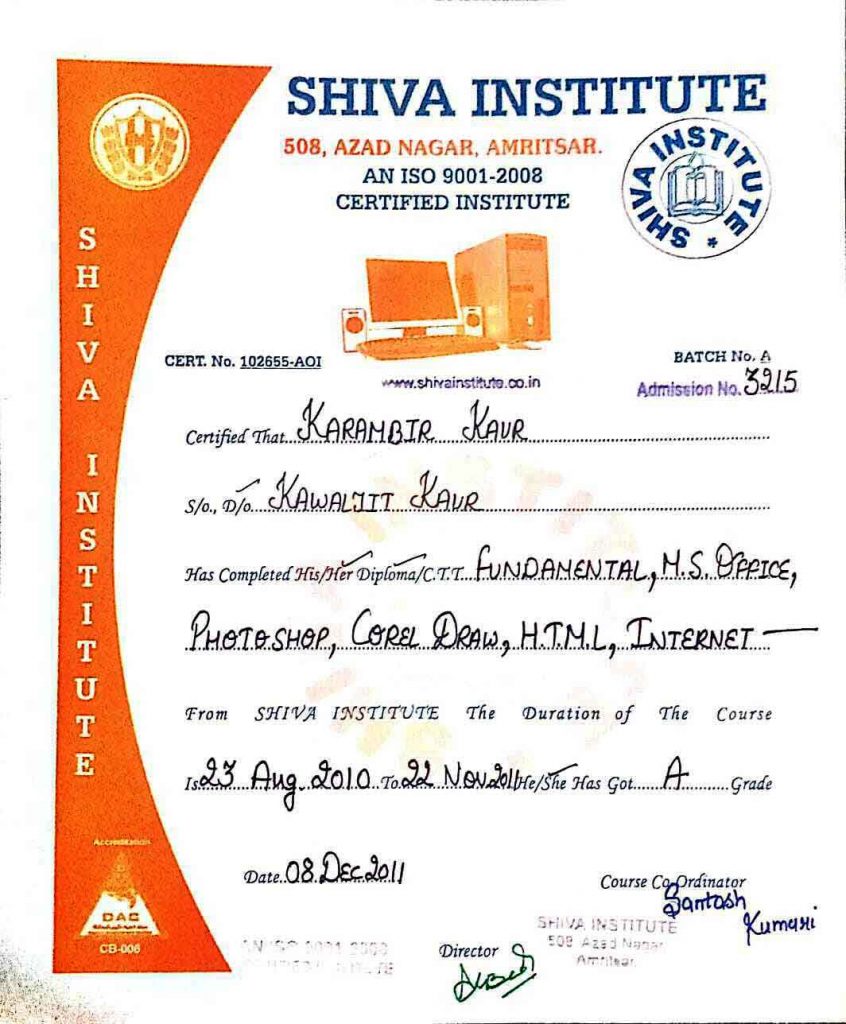 SHIVA INSTITUTE
508, AZAD NAGAR, AMRITSAR.
AN ISO 9001-2008
CERTIFIED INSTITUTE
SHIVA INSTITUTE *
SHIVA INSTITUTE
CERT. No. 102655-AOI
BATCH No. A
www.shivainstitute.co.in
Admission No. 3215
Certified That KARAMBIR KAUR
S/o., D/o. KAWALJIT KAUR
Has Completed His/Her Diploma/C.T.T. FUNDAMENTAL, M.S. OFFICE,
PHOTOSHOP, COREL DRAW, H.T.M.L, INTERNET —
From SHIVA INSTITUTE The Duration of The Course
Is 23 Aug. 2010 To 22 Nov 2011 He/She Has Got A Grade
Date 08 Dec 2011
Course Co-Ordinator
Santosh
Kumari
Accreditation
DAC
CB-006
SHIVA INSTITUTE
508 Azad Nagar
Amritsar
Director